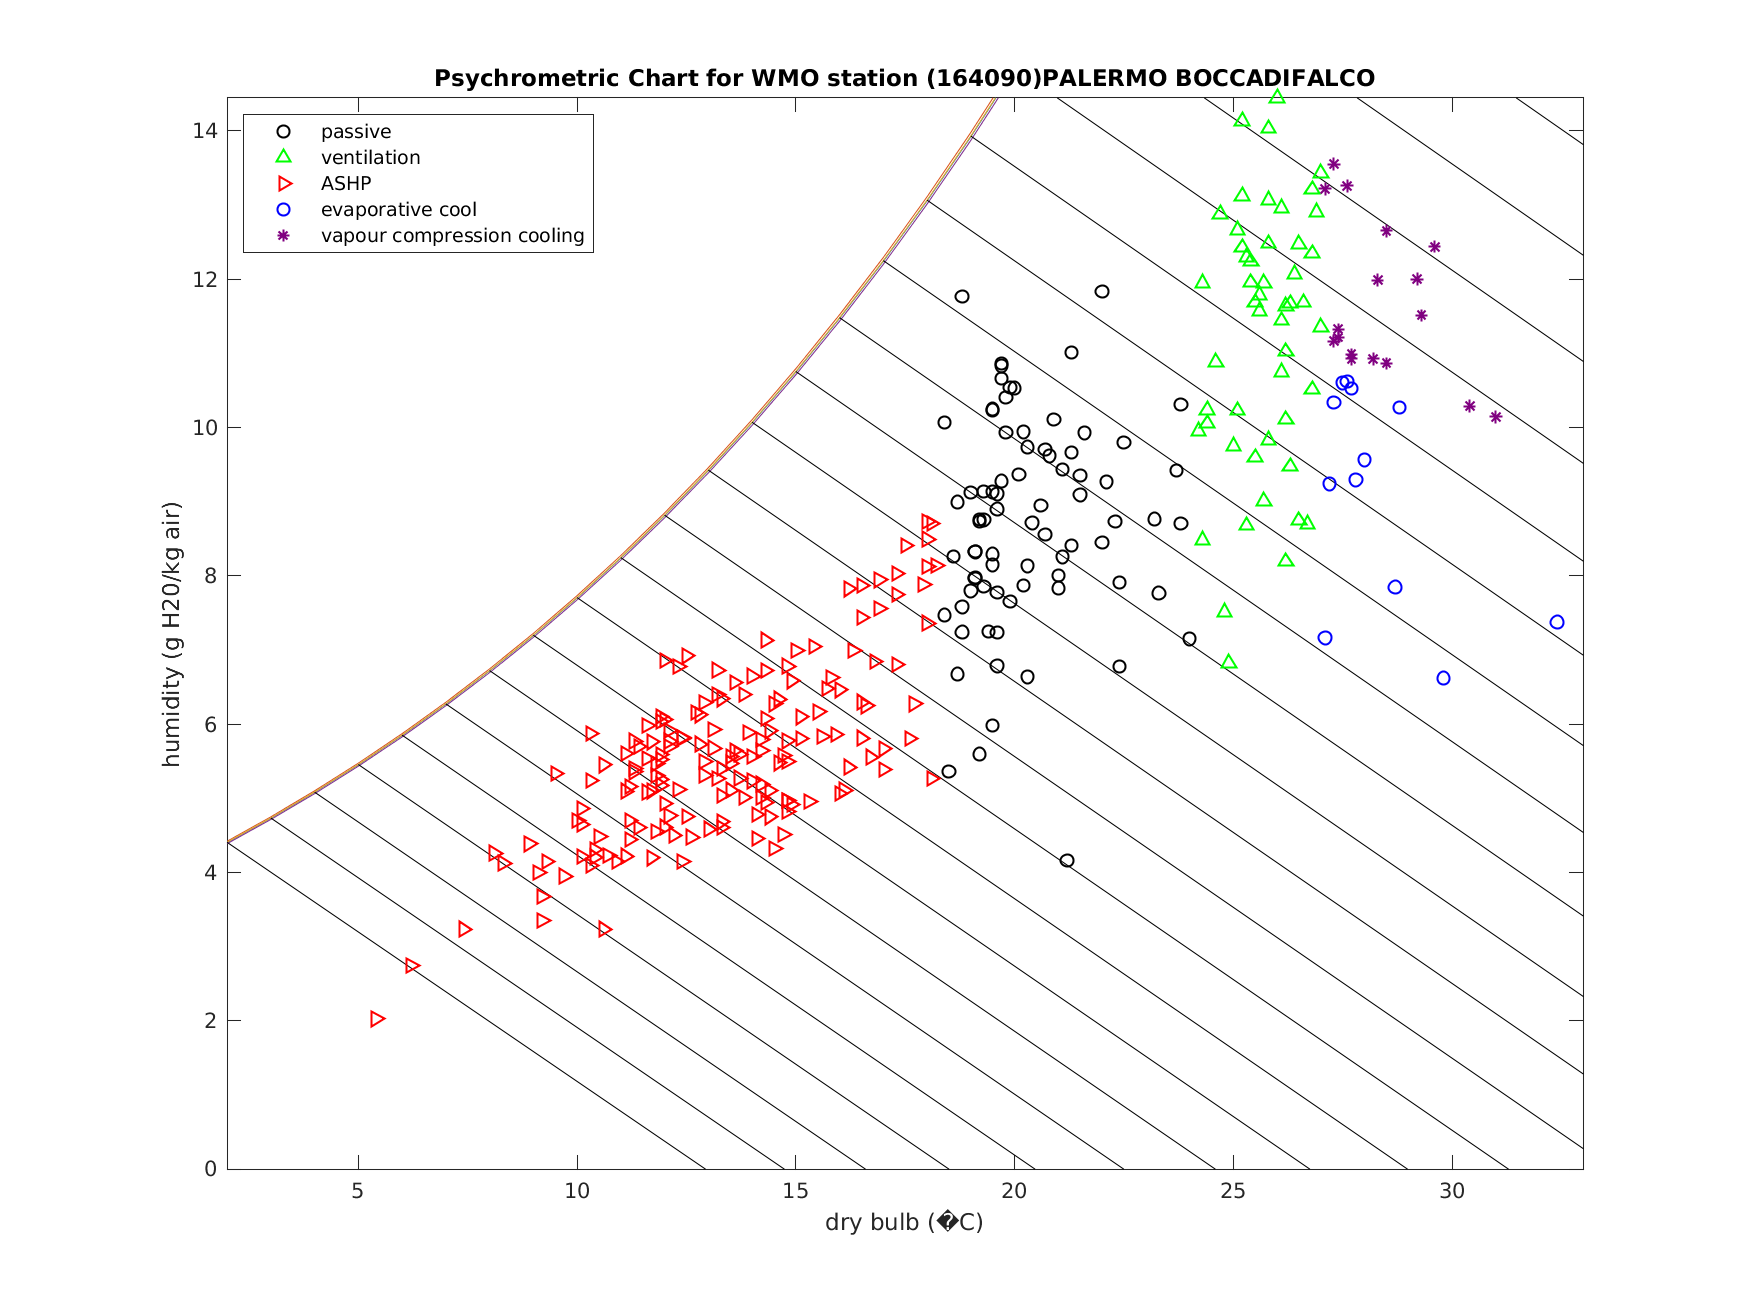 Psychrometric Chart for WMO station (164090)PALERMO BOCCADIFALCO
passive
ventilation
ASHP
evaporative cool
vapour compression cooling
humidity (g H20/kg air)
14
12
10
8
6
4
2
0
5 10 15 20 25 30
dry bulb (�C)